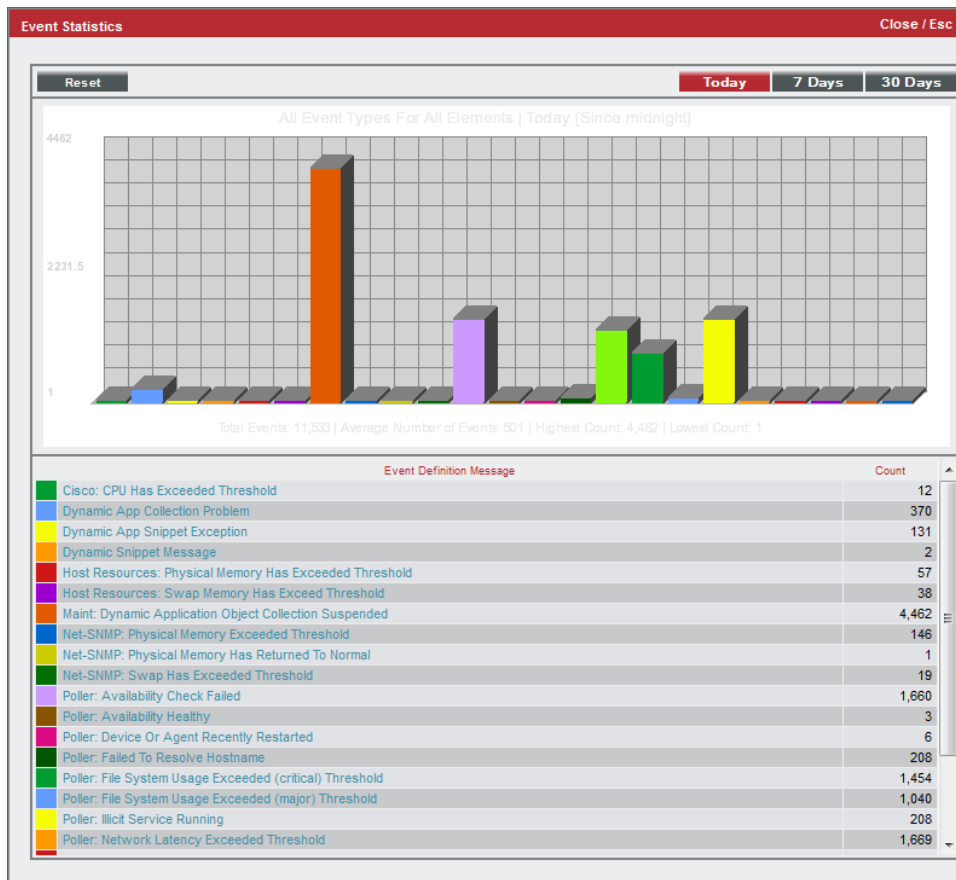 Event Statistics
Close / Esc
Reset
Today
7 Days
30 Days
All Event Types For All Elements | Today [Since midnight]
4462
2231.5
1
Total Events: 11,533 | Average Number of Events: 501 | Highest Count: 4,462 | Lowest Count: 1
Event Definition Message Count
Cisco: CPU Has Exceeded Threshold 12
Dynamic App Collection Problem 370
Dynamic App Snippet Exception 131
Dynamic Snippet Message 2
Host Resources: Physical Memory Has Exceeded Threshold 57
Host Resources: Swap Memory Has Exceed Threshold 38
Maint: Dynamic Application Object Collection Suspended 4,462
Net-SNMP: Physical Memory Exceeded Threshold 146
Net-SNMP: Physical Memory Has Returned To Normal 1
Net-SNMP: Swap Has Exceeded Threshold 19
Poller: Availability Check Failed 1,660
Poller: Availability Healthy 3
Poller: Device Or Agent Recently Restarted 6
Poller: Failed To Resolve Hostname 208
Poller: File System Usage Exceeded (critical) Threshold 1,454
Poller: File System Usage Exceeded (major) Threshold 1,040
Poller: Illicit Service Running 208
Poller: Network Latency Exceeded Threshold 1,669